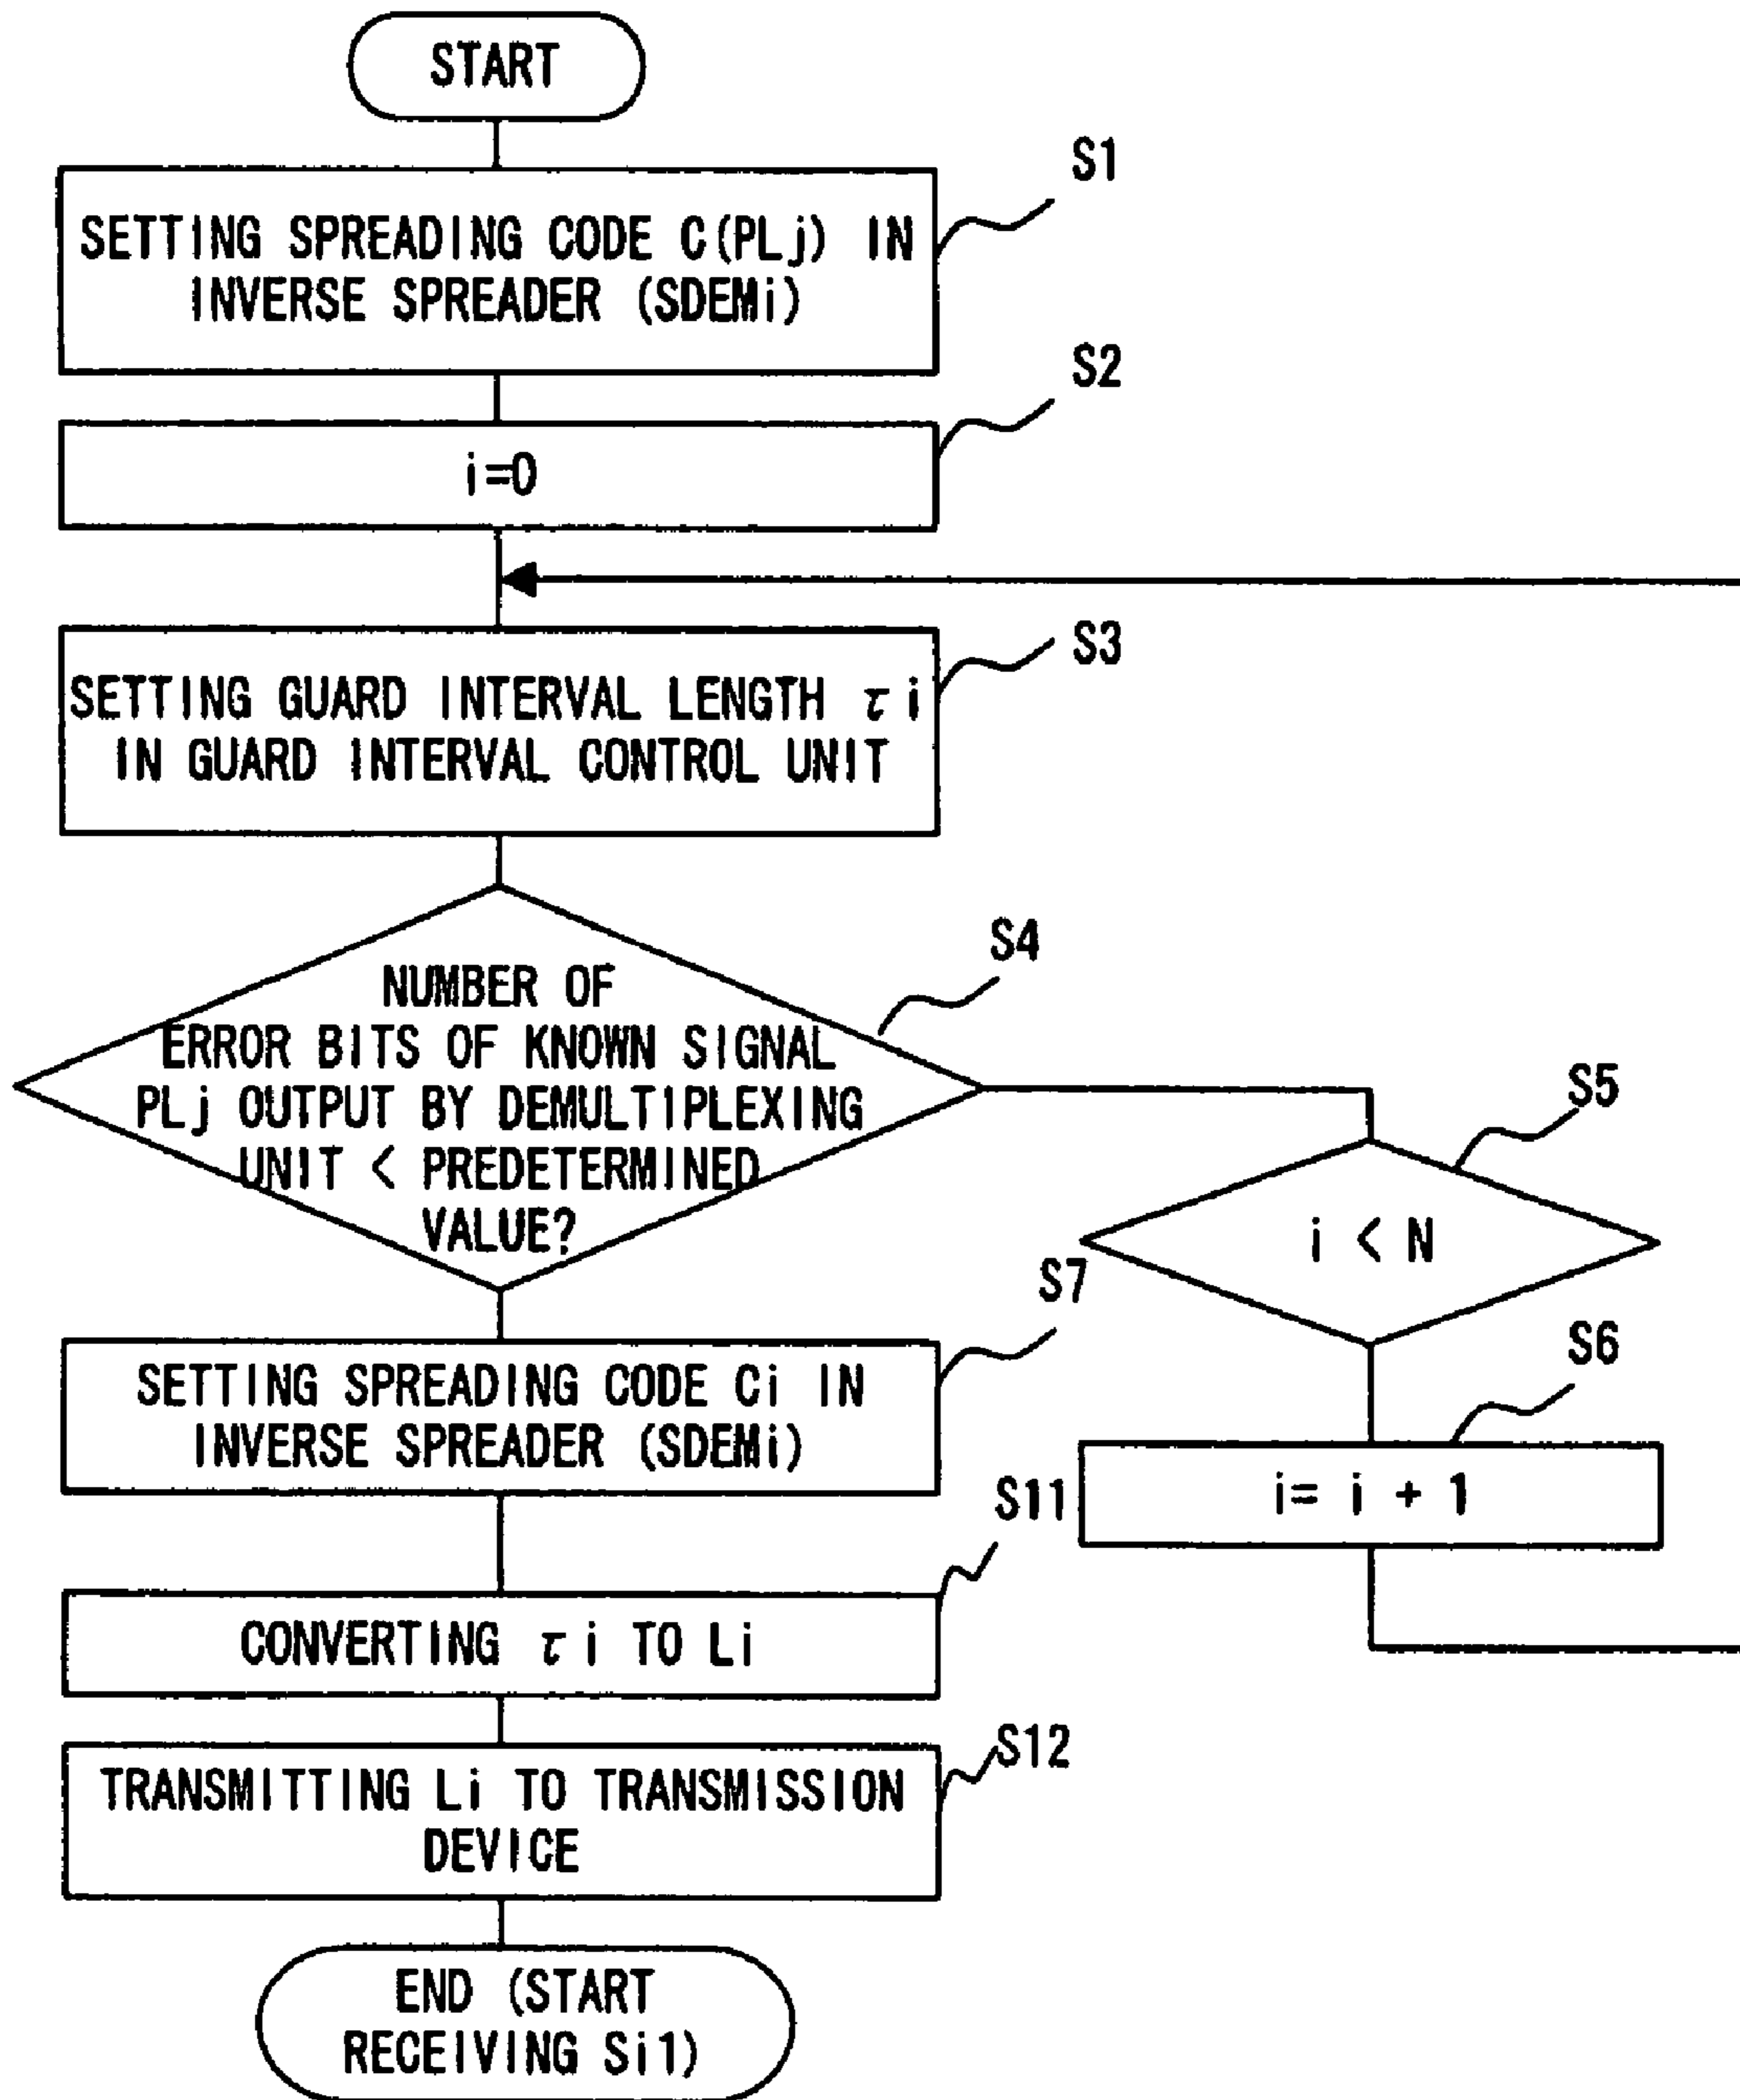 START
S1
SETTING SPREADING CODE C(PLj) IN
INVERSE SPREADER (SDEMi)
S2
i=0
S3
SETTING GUARD INTERVAL LENGTH τi
IN GUARD INTERVAL CONTROL UNIT
S4
NUMBER OF
ERROR BITS OF KNOWN SIGNAL
PLj OUTPUT BY DEMULTIPLEXING
UNIT < PREDETERMINED
VALUE?
S5
i < N
S6
i= i + 1
S7
SETTING SPREADING CODE Ci IN
INVERSE SPREADER (SDEMi)
S11
CONVERTING τi TO Li
S12
TRANSMITTING Li TO TRANSMISSION
DEVICE
END (START
RECEIVING Si1)